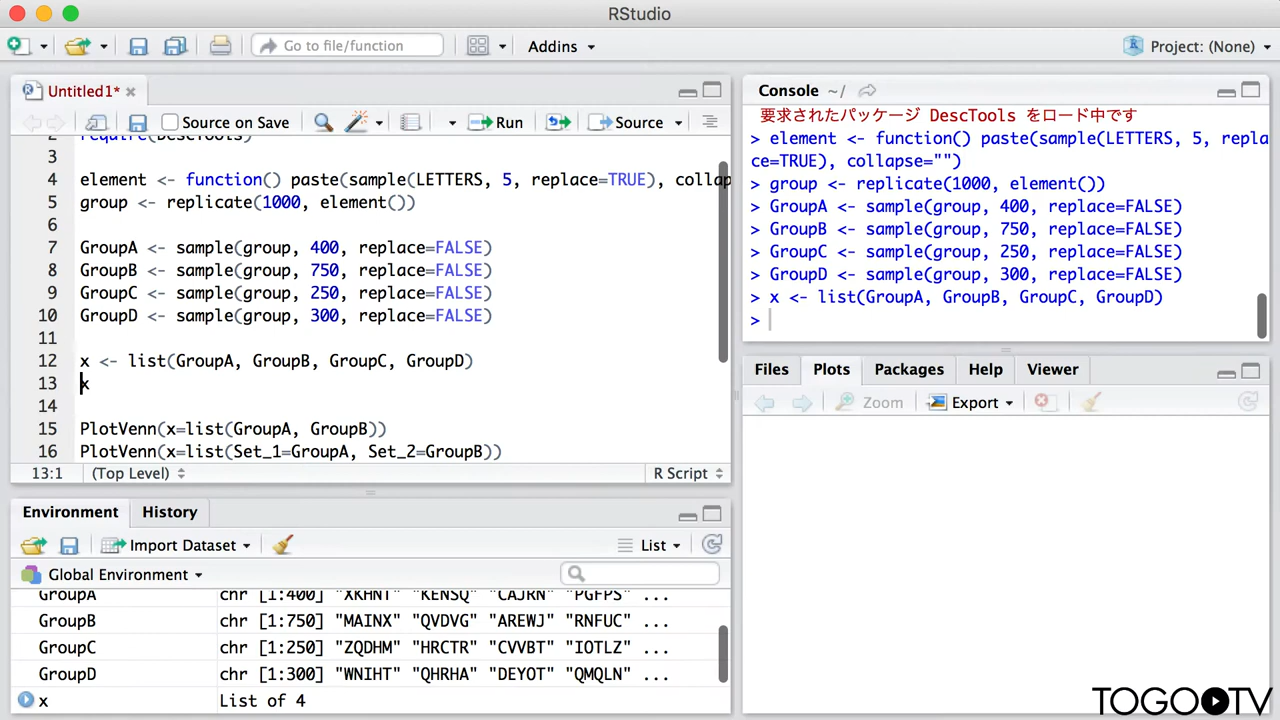 RStudio
Go to file/function
Addins
Project: (None)
Untitled1*
Source on Save
Run
Source
2 require(DescTools)
3
4 element <- function() paste(sample(LETTERS, 5, replace=TRUE), collap
5 group <- replicate(1000, element())
6
7 GroupA <- sample(group, 400, replace=FALSE)
8 GroupB <- sample(group, 750, replace=FALSE)
9 GroupC <- sample(group, 250, replace=FALSE)
10 GroupD <- sample(group, 300, replace=FALSE)
11
12 x <- list(GroupA, GroupB, GroupC, GroupD)
13 x
14
15 PlotVenn(x=list(GroupA, GroupB))
16 PlotVenn(x=list(Set_1=GroupA, Set_2=GroupB))
13:1 (Top Level) R Script
Environment History
Import Dataset List
Global Environment
GroupA chr [1:400] "XKHNT" "KENSQ" "CAJRN" "PGFPS" ...
GroupB chr [1:750] "MAINX" "QVDVG" "AREWJ" "RNFUC" ...
GroupC chr [1:250] "ZQDHM" "HRCTR" "CVVBT" "IOTLZ" ...
GroupD chr [1:300] "WNIHT" "QHRHA" "DEYOT" "QMQLN" ...
x List of 4
Console ~/
要求されたパッケージ DescTools をロード中です
> element <- function() paste(sample(LETTERS, 5, repla
ce=TRUE), collapse="")
> group <- replicate(1000, element())
> GroupA <- sample(group, 400, replace=FALSE)
> GroupB <- sample(group, 750, replace=FALSE)
> GroupC <- sample(group, 250, replace=FALSE)
> GroupD <- sample(group, 300, replace=FALSE)
> x <- list(GroupA, GroupB, GroupC, GroupD)
>
Files Plots Packages Help Viewer
Zoom Export
TOGOTV